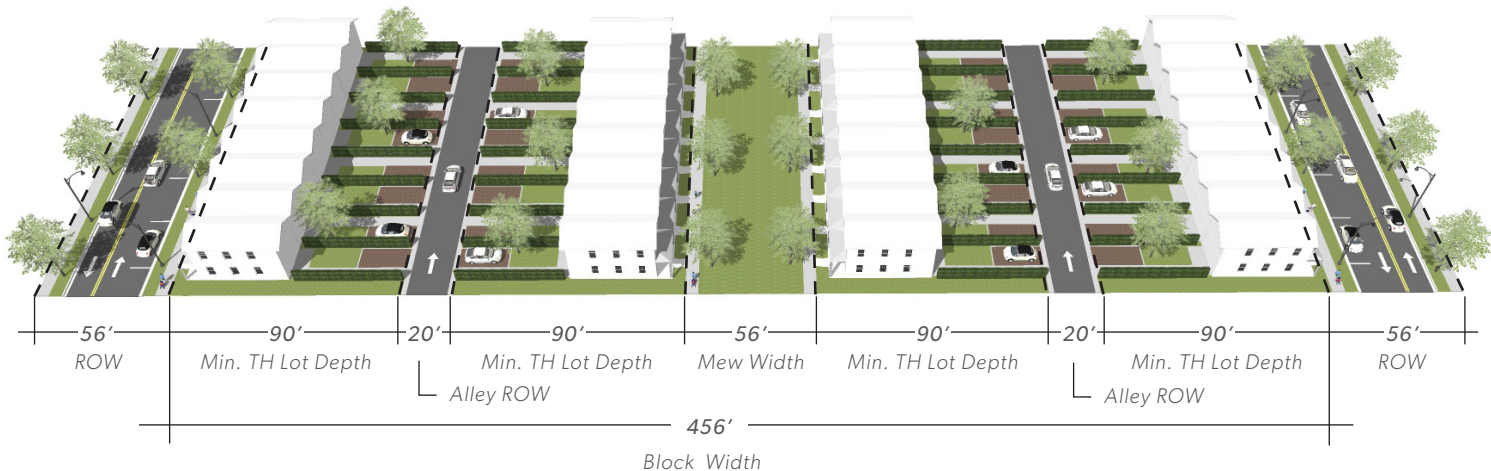 56’ 90’ 20’ 90’ 56’ 90’ 20’ 90’ 56’
ROW Min. TH Lot Depth Min. TH Lot Depth Mew Width Min. TH Lot Depth Min. TH Lot Depth ROW
Alley ROW Alley ROW
456’
Block Width